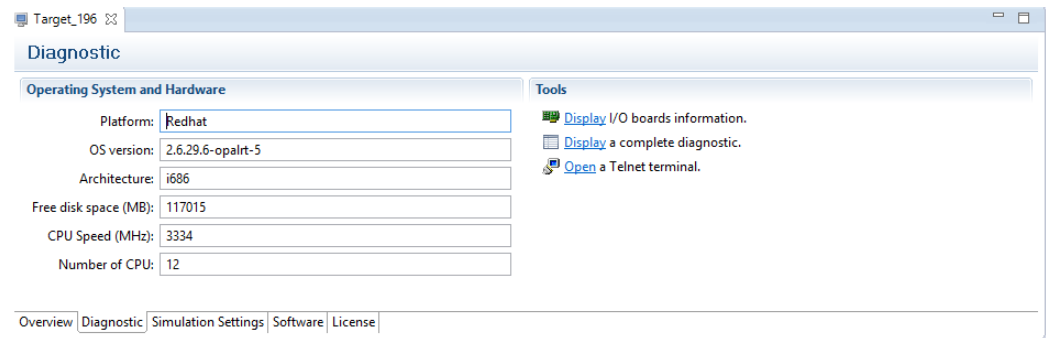 Target_196
Diagnostic
Operating System and Hardware
Platform: Redhat
OS version: 2.6.29.6-opalrt-5
Architecture: i686
Free disk space (MB): 117015
CPU Speed (MHz): 3334
Number of CPU: 12
Tools
Display I/O boards information.
Display a complete diagnostic.
Open a Telnet terminal.
Overview Diagnostic Simulation Settings Software License